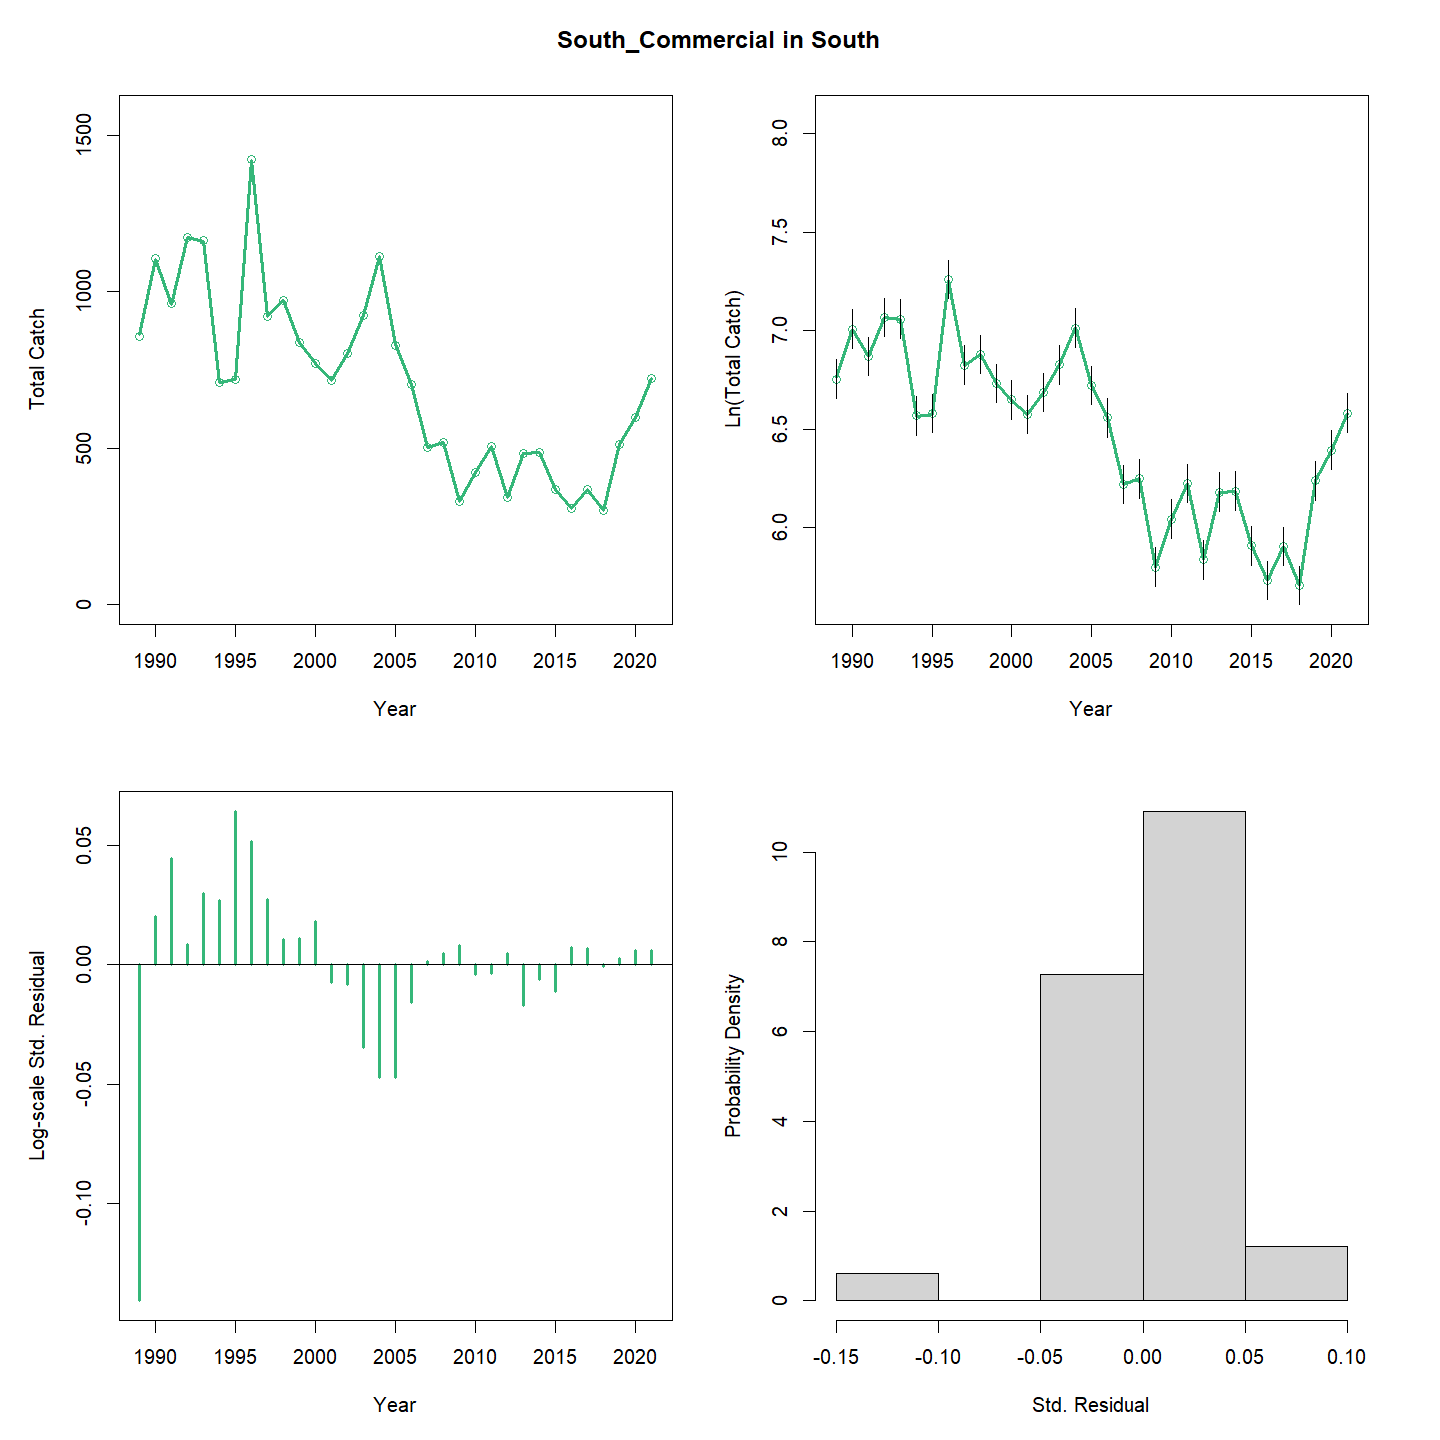 South_Commercial in South
Total Catch
1500
1000
500
0
1990 1995 2000 2005 2010 2015 2020
Year
Ln(Total Catch)
8.0
7.5
7.0
6.5
6.0
1990 1995 2000 2005 2010 2015 2020
Year
Log-scale Std. Residual
0.05
0.00
-0.05
-0.10
1990 1995 2000 2005 2010 2015 2020
Year
Probability Density
10
8
6
4
2
0
-0.15 -0.10 -0.05 0.00 0.05 0.10
Std. Residual